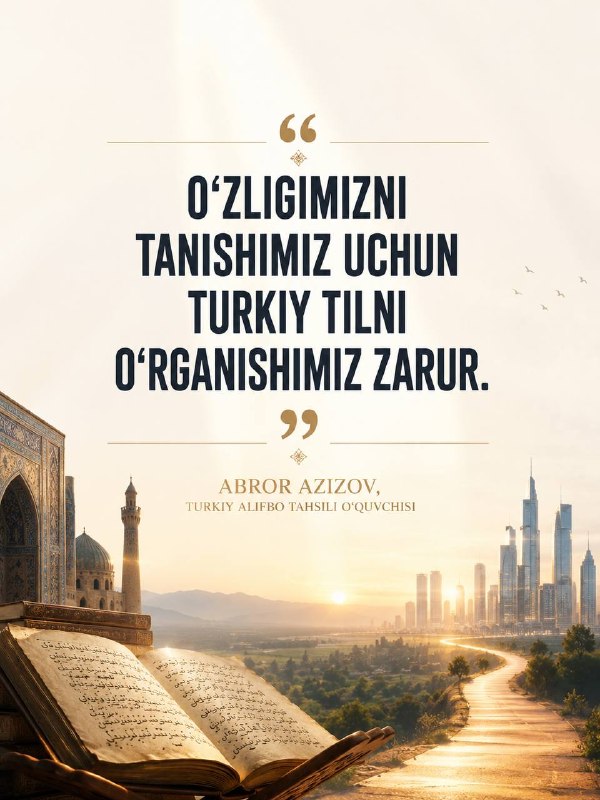 “
O‘ZLIGIMIZNI
TANISHIMIZ UCHUN
TURKIY TILNI
O‘RGANISHIMIZ ZARUR.
”
ABROR AZIZOV,
TURKIY ALIFBO TAHSILI O‘QUVCHISI